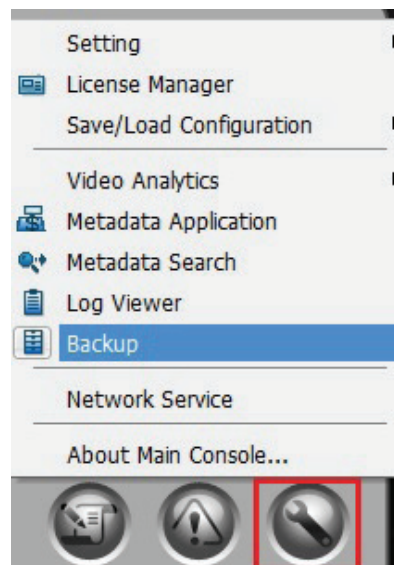 Setting
License Manager
Save/Load Configuration
Video Analytics
Metadata Application
Metadata Search
Log Viewer
Backup
Network Service
About Main Console...